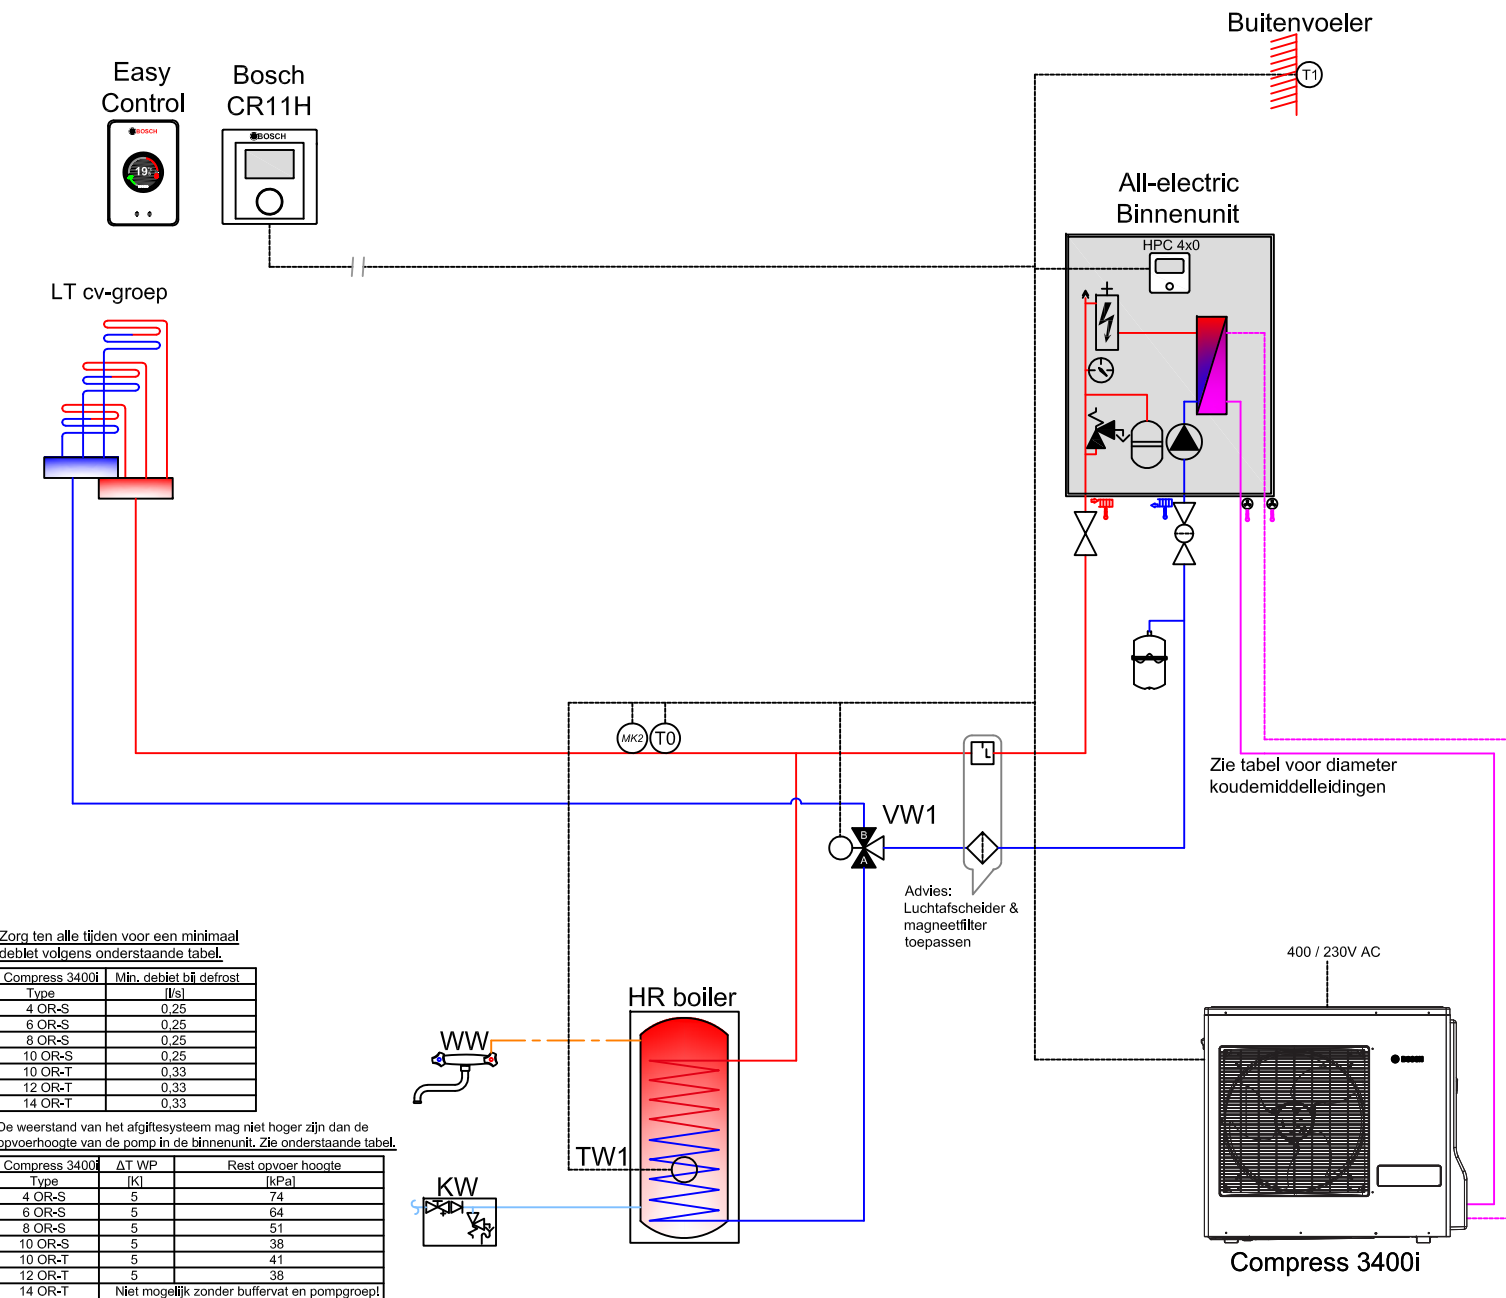 Buitenvoeler
T1
Easy
Control
BOSCH
19
Bosch
CR11H
BOSCH
All-electric
Binnenunit
HPC 4x0
LT cv-groep
MK2
T0
Zie tabel voor diameter
koudemiddelleidingen
VW1
B
A
Advies:
Luchtafscheider &
magneetfilter
toepassen
400 / 230V AC
Zorg ten alle tijden voor een minimaal
debiet volgens onderstaande tabel.
Compress 3400i Min. debiet bij defrost
Type [l/s]
4 OR-S 0,25
6 OR-S 0,25
8 OR-S 0,25
10 OR-S 0,25
10 OR-T 0,33
12 OR-T 0,33
14 OR-T 0,33
HR boiler
WW
TW1
KW
BOSCH
Compress 3400i
De weerstand van het afgiftesysteem mag niet hoger zijn dan de
opvoerhoogte van de pomp in de binnenunit. Zie onderstaande tabel.
Compress 3400i ΔT WP Rest opvoer hoogte
Type [K] [kPa]
4 OR-S 5 74
6 OR-S 5 64
8 OR-S 5 51
10 OR-S 5 38
10 OR-T 5 41
12 OR-T 5 38
14 OR-T Niet mogelijk zonder buffervat en pompgroep!